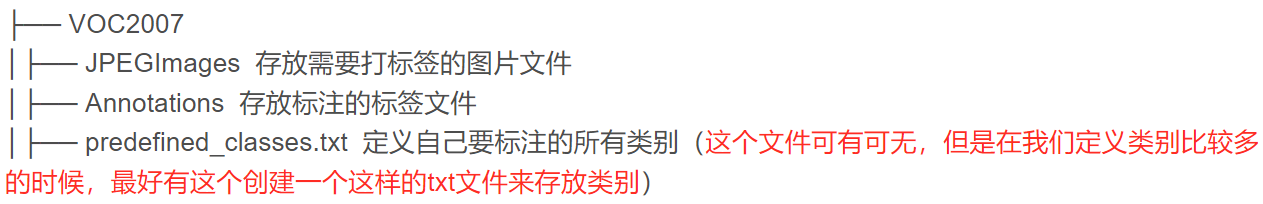 ├── VOC2007
│├── JPEGImages 存放需要打标签的图片文件
│├── Annotations 存放标注的标签文件
│├── predefined_classes.txt 定义自己要标注的所有类别（这个文件可有可无，但是在我们定义类别比较多
的时候，最好有这个创建一个这样的txt文件来存放类别）